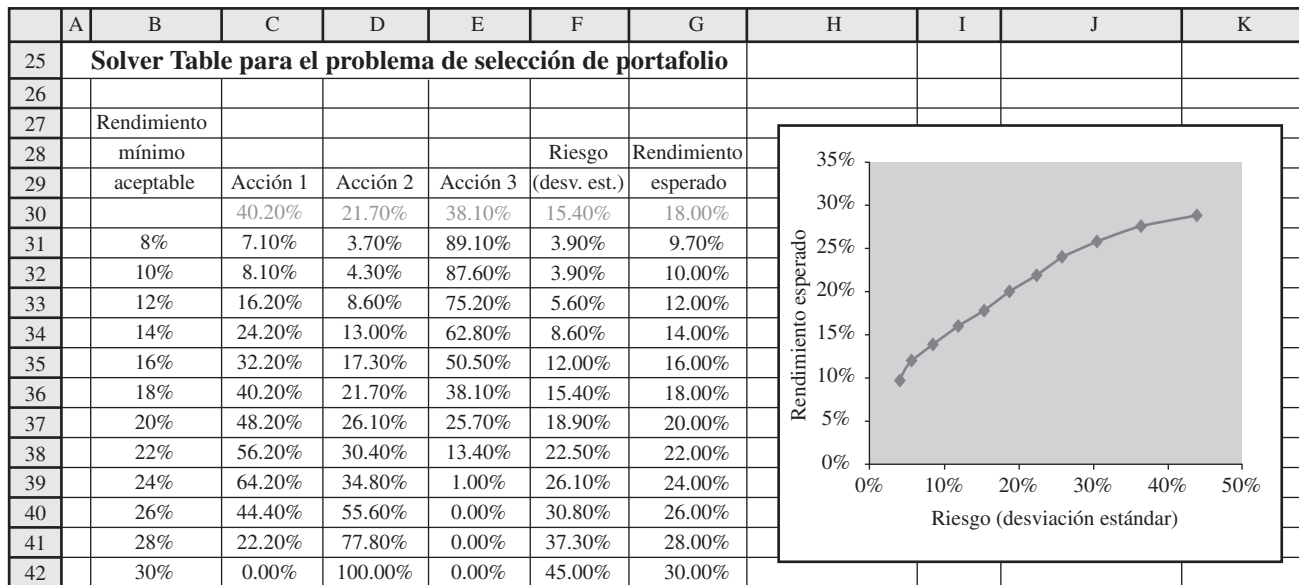 A B C D E F G H I J K
25 Solver Table para el problema de selección de portafolio
26
27 Rendimiento
28 mínimo Riesgo Rendimiento
29 aceptable Acción 1 Acción 2 Acción 3 (desv. est.) esperado
30 40.20% 21.70% 38.10% 15.40% 18.00%
31 8% 7.10% 3.70% 89.10% 3.90% 9.70%
32 10% 8.10% 4.30% 87.60% 3.90% 10.00%
33 12% 16.20% 8.60% 75.20% 5.60% 12.00%
34 14% 24.20% 13.00% 62.80% 8.60% 14.00%
35 16% 32.20% 17.30% 50.50% 12.00% 16.00%
36 18% 40.20% 21.70% 38.10% 15.40% 18.00%
37 20% 48.20% 26.10% 25.70% 18.90% 20.00%
38 22% 56.20% 30.40% 13.40% 22.50% 22.00%
39 24% 64.20% 34.80% 1.00% 26.10% 24.00%
40 26% 44.40% 55.60% 0.00% 30.80% 26.00%
41 28% 22.20% 77.80% 0.00% 37.30% 28.00%
42 30% 0.00% 100.00% 0.00% 45.00% 30.00%
Rendimiento esperado
35%
30%
25%
20%
15%
10%
5%
0%
0% 10% 20% 30% 40% 50%
Riesgo (desviación estándar)